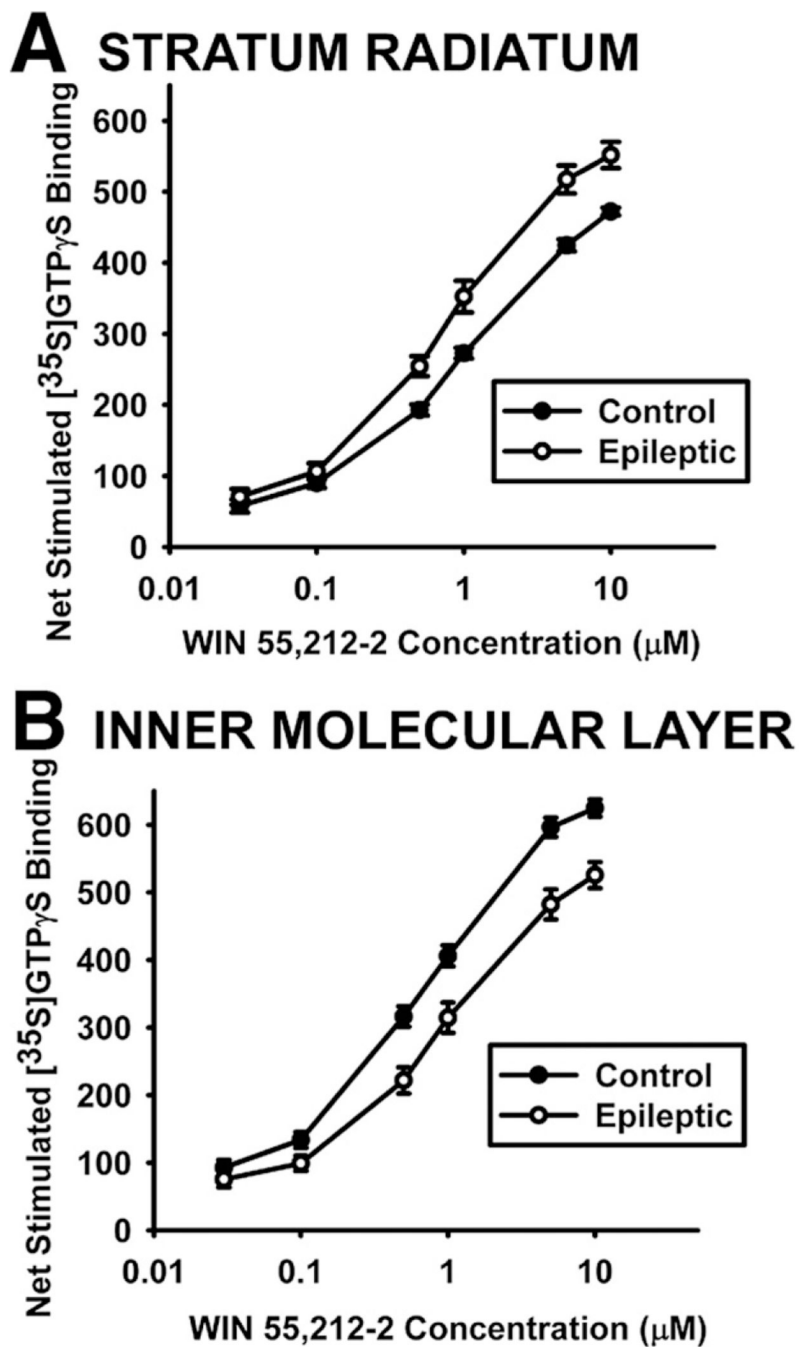 A STRATUM RADIATUM
Net Stimulated [³⁵S]GTPγS Binding
600
500
400
300
200
100
0
Control
Epileptic
0.01 0.1 1 10
WIN 55,212-2 Concentration (μM)
B INNER MOLECULAR LAYER
Net Stimulated [³⁵S]GTPγS Binding
600
500
400
300
200
100
0
Control
Epileptic
0.01 0.1 1 10
WIN 55,212-2 Concentration (μM)